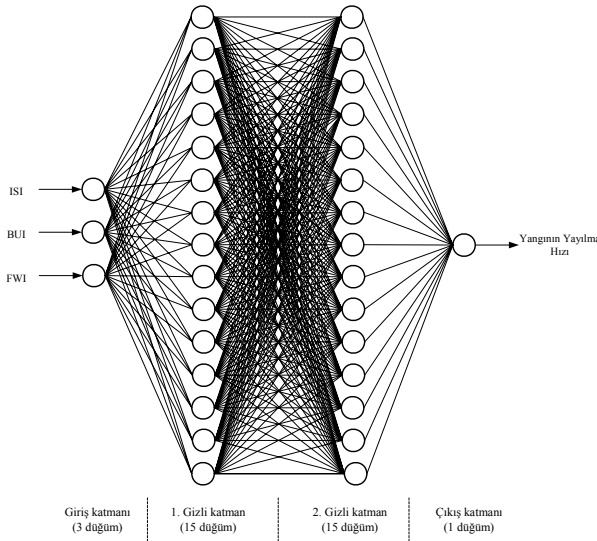 ISI
BUI
FWI
Yangının Yayılma
Hızı
Giriş katmanı
(3 düğüm)
1. Gizli katman
(15 düğüm)
2. Gizli katman
(15 düğüm)
Çıkış katmanı
(1 düğüm)